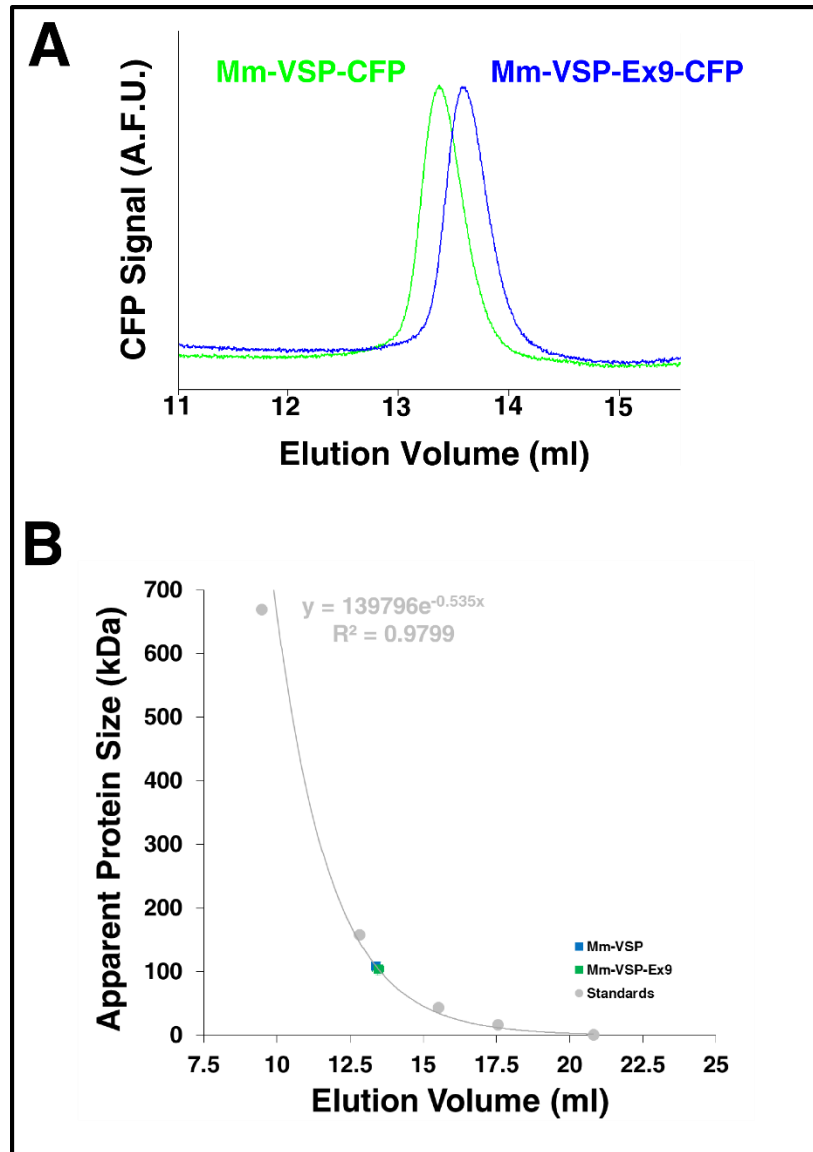 A
Mm-VSP-CFP Mm-VSP-Ex9-CFP
CFP Signal (A.F.U.)
11 12 13 14 15
Elution Volume (ml)
B
Apparent Protein Size (kDa)
700
600
500
400
300
200
100
0
y = 139796e^-0.535x
R² = 0.9799
Mm-VSP
Mm-VSP-Ex9
Standards
7.5 10 12.5 15 17.5 20 22.5 25
Elution Volume (ml)